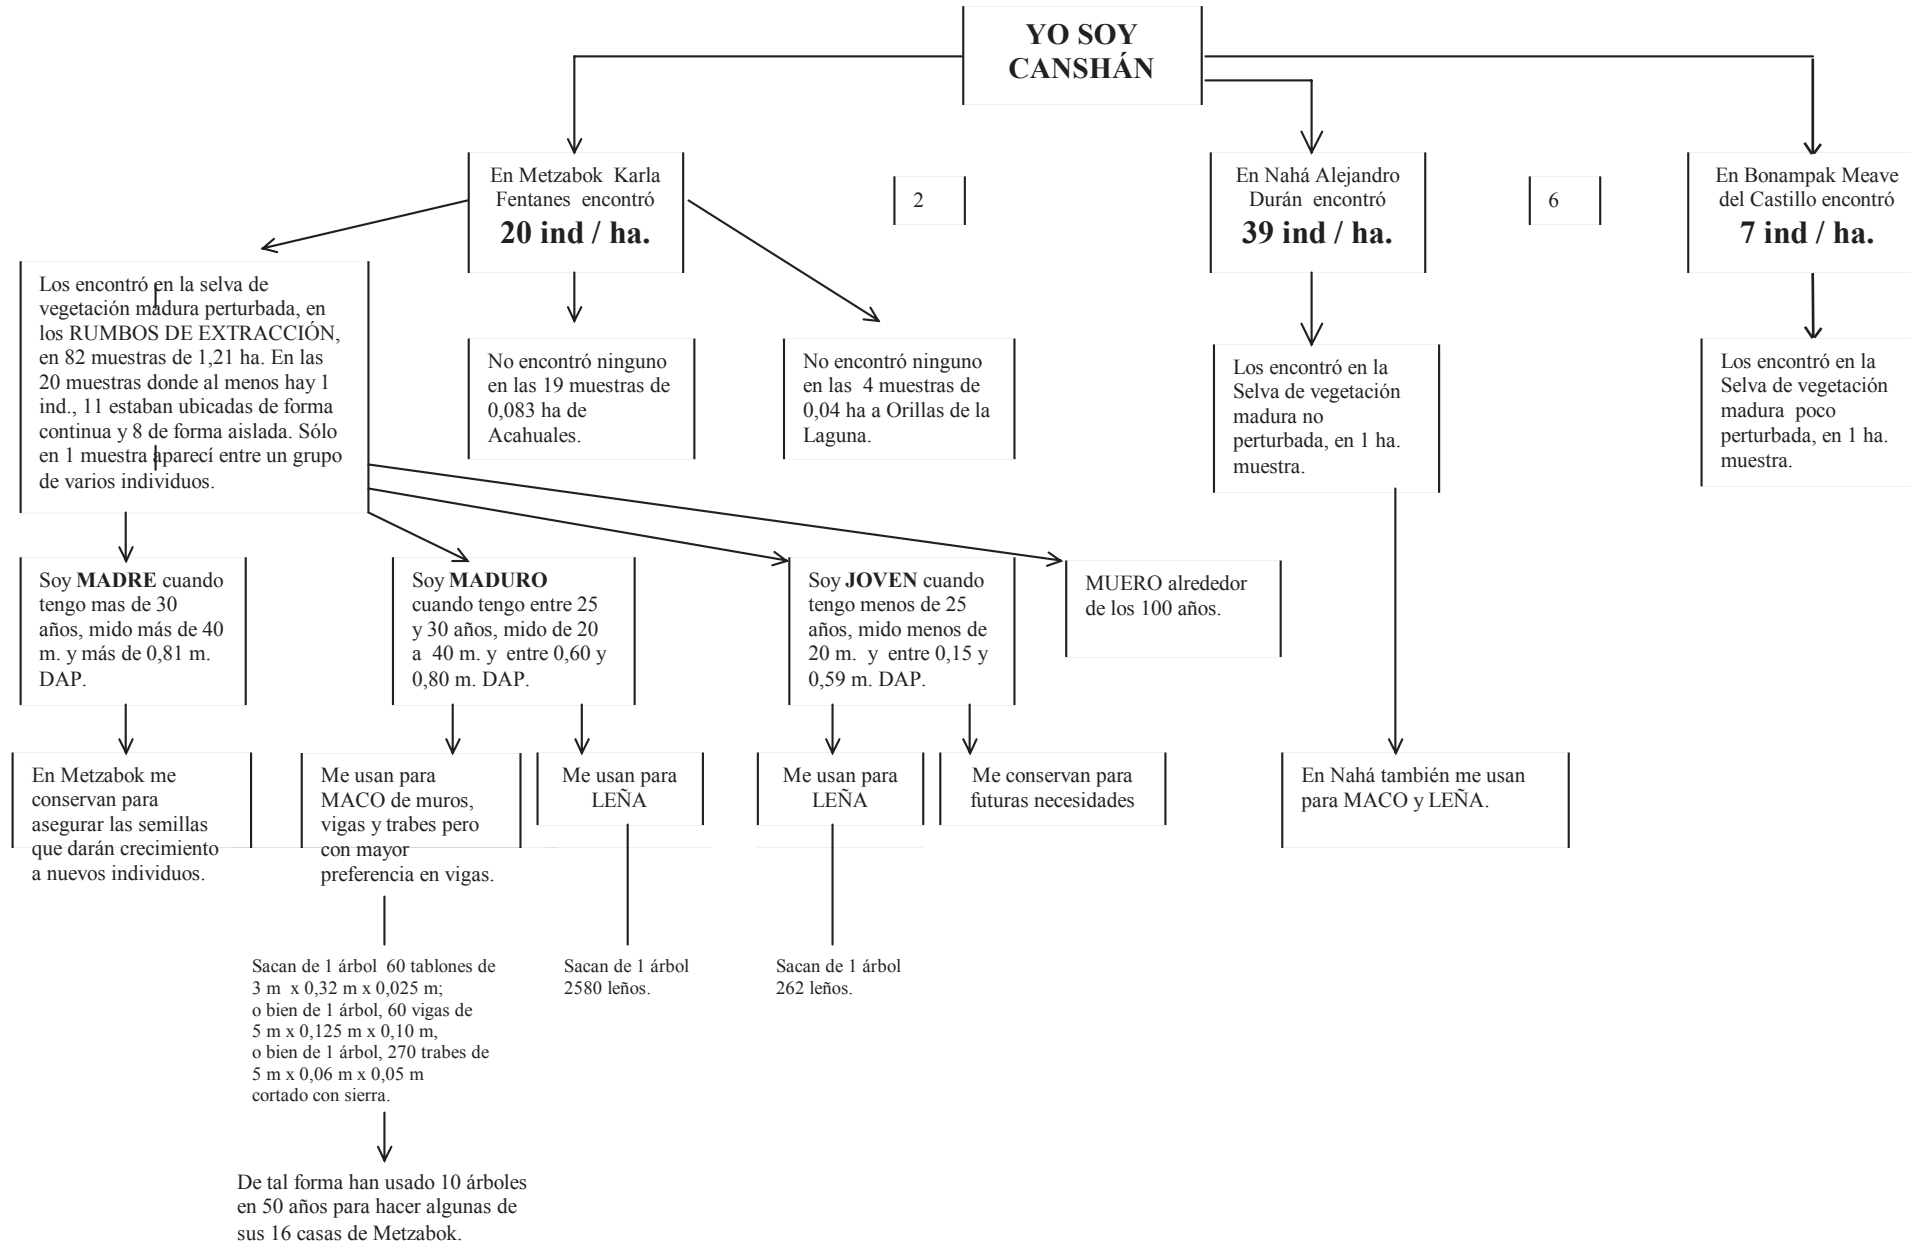 YO SOY
CANSHÁN
En Metzabok Karla
Fentanes encontró
20 ind / ha.
2
En Nahá Alejandro
Durán encontró
39 ind / ha.
6
En Bonampak Meave
del Castillo encontró
7 ind / ha.
Los encontró en la selva de
vegetación madura perturbada, en
los RUMBOS DE EXTRACCIÓN,
en 82 muestras de 1,21 ha. En las
20 muestras donde al menos hay 1
ind., 11 estaban ubicadas de forma
continua y 8 de forma aislada. Sólo
en 1 muestra aparecí entre un grupo
de varios individuos.
No encontró ninguno
en las 19 muestras de
0,083 ha de
Acahuales.
No encontró ninguno
en las 4 muestras de
0,04 ha a Orillas de la
Laguna.
Los encontró en la
Selva de vegetación
madura no
perturbada, en 1 ha.
muestra.
Los encontró en la
Selva de vegetación
madura poco
perturbada, en 1 ha.
muestra.
Soy MADRE cuando
tengo mas de 30
años, mido más de 40
m. y más de 0,81 m.
DAP.
Soy MADURO
cuando tengo entre 25
y 30 años, mido de 20
a 40 m. y entre 0,60 y
0,80 m. DAP.
Soy JOVEN cuando
tengo menos de 25
años, mido menos de
20 m. y entre 0,15 y
0,59 m. DAP.
MUERO alrededor
de los 100 años.
En Metzabok me
conservan para
asegurar las semillas
que darán crecimiento
a nuevos individuos.
Me usan para
MACO de muros,
vigas y trabes pero
con mayor
preferencia en vigas.
Me usan para
LEÑA
Me usan para
LEÑA
Me conservan para
futuras necesidades
En Nahá también me usan
para MACO y LEÑA.
Sacan de 1 árbol 60 tablones de
3 m x 0,32 m x 0,025 m;
o bien de 1 árbol, 60 vigas de
5 m x 0,125 m x 0,10 m,
o bien de 1 árbol, 270 trabes de
5 m x 0,06 m x 0,05 m
cortado con sierra.
Sacan de 1 árbol
2580 leños.
Sacan de 1 árbol
262 leños.
De tal forma han usado 10 árboles
en 50 años para hacer algunas de
sus 16 casas de Metzabok.